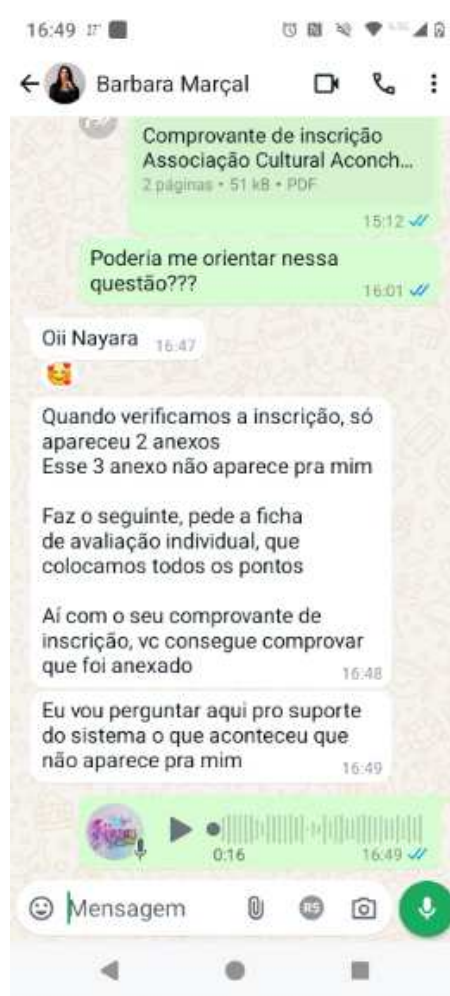 16:49
Barbara Marçal
Comprovante de inscrição
Associação Cultural Aconch...
2 páginas • 51 kB • PDF
15:12
Poderia me orientar nessa
questão???
16:01
Oii Nayara
16:47
Quando verificamos a inscrição, só
apareceu 2 anexos
Esse 3 anexo não aparece pra mim
Faz o seguinte, pede a ficha
de avaliação individual, que
colocamos todos os pontos
Aí com o seu comprovante de
inscrição, vc consegue comprovar
que foi anexado
16:48
Eu vou perguntar aqui pro suporte
do sistema o que aconteceu que
não aparece pra mim
16:49
0:16
16:49
Mensagem